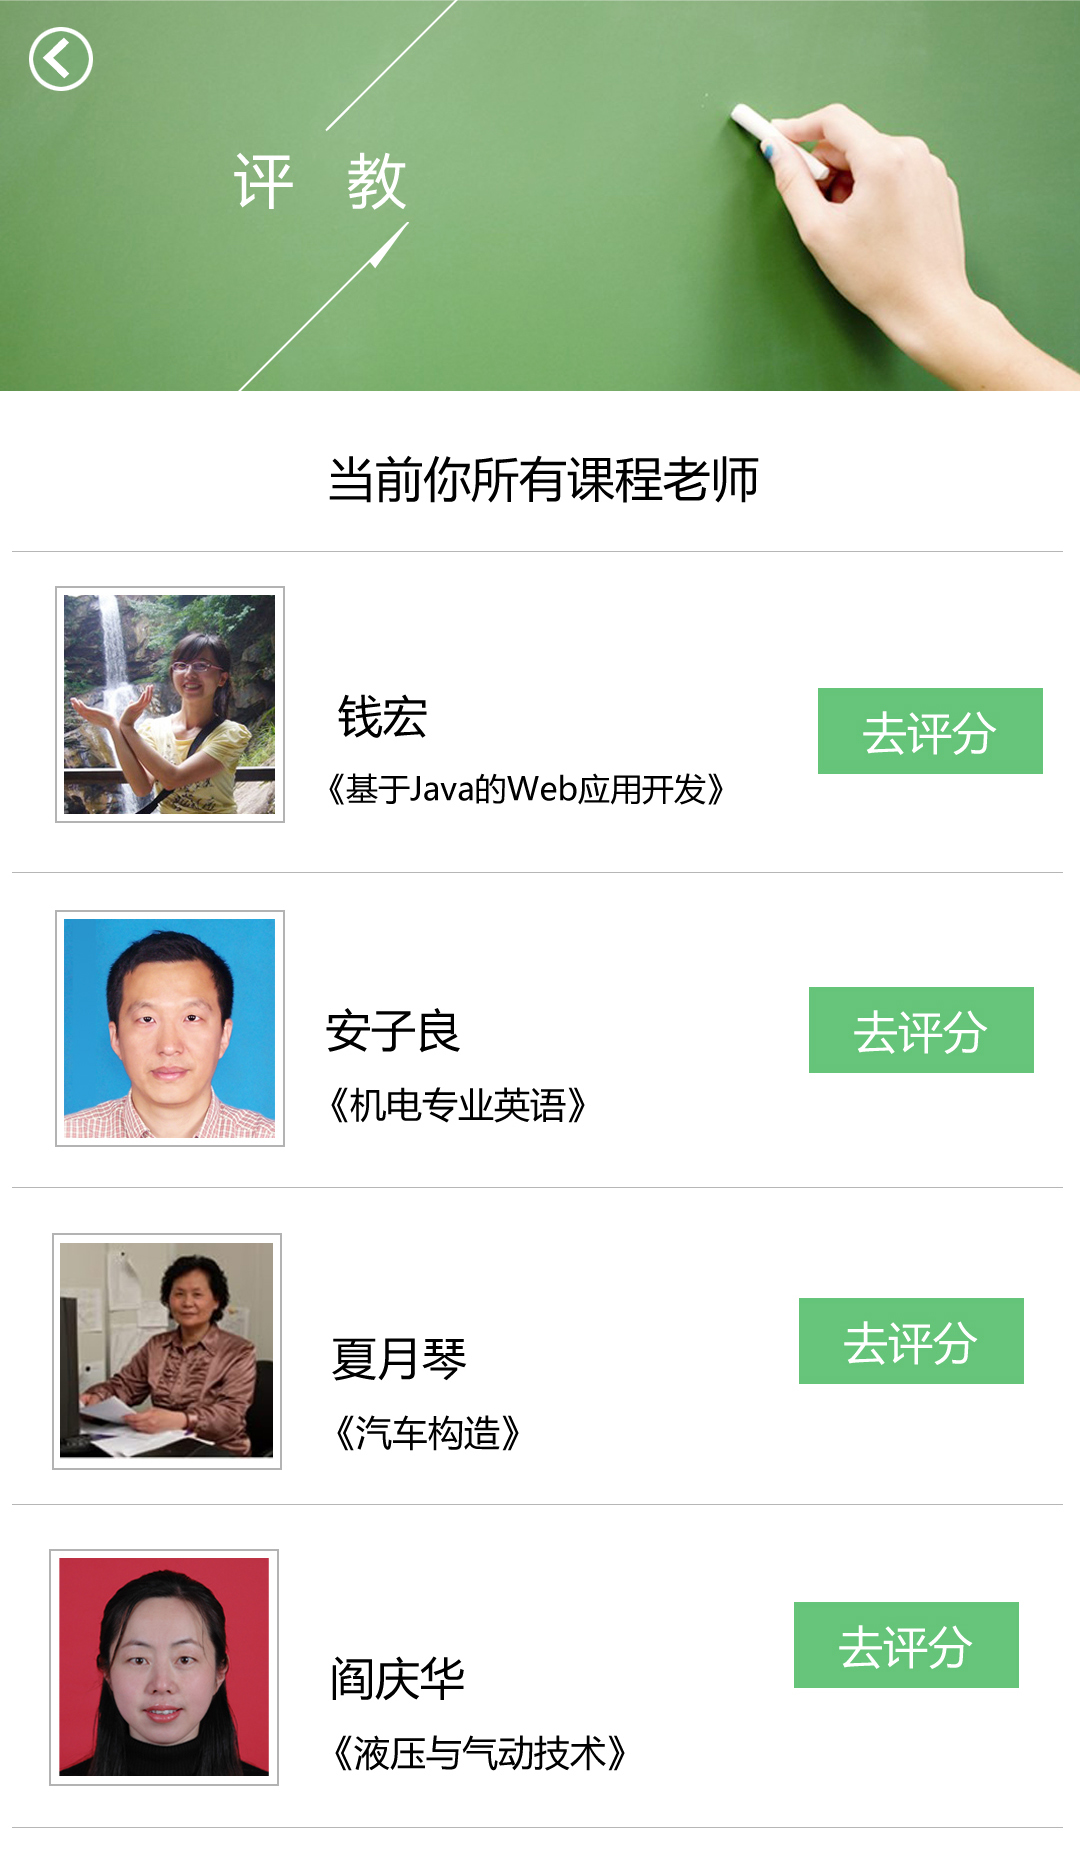 评 教
当前你所有课程老师
钱宏
去评分
《基于Java的Web应用开发》
安子良
去评分
《机电专业英语》
夏月琴
去评分
《汽车构造》
阎庆华
去评分
《液压与气动技术》